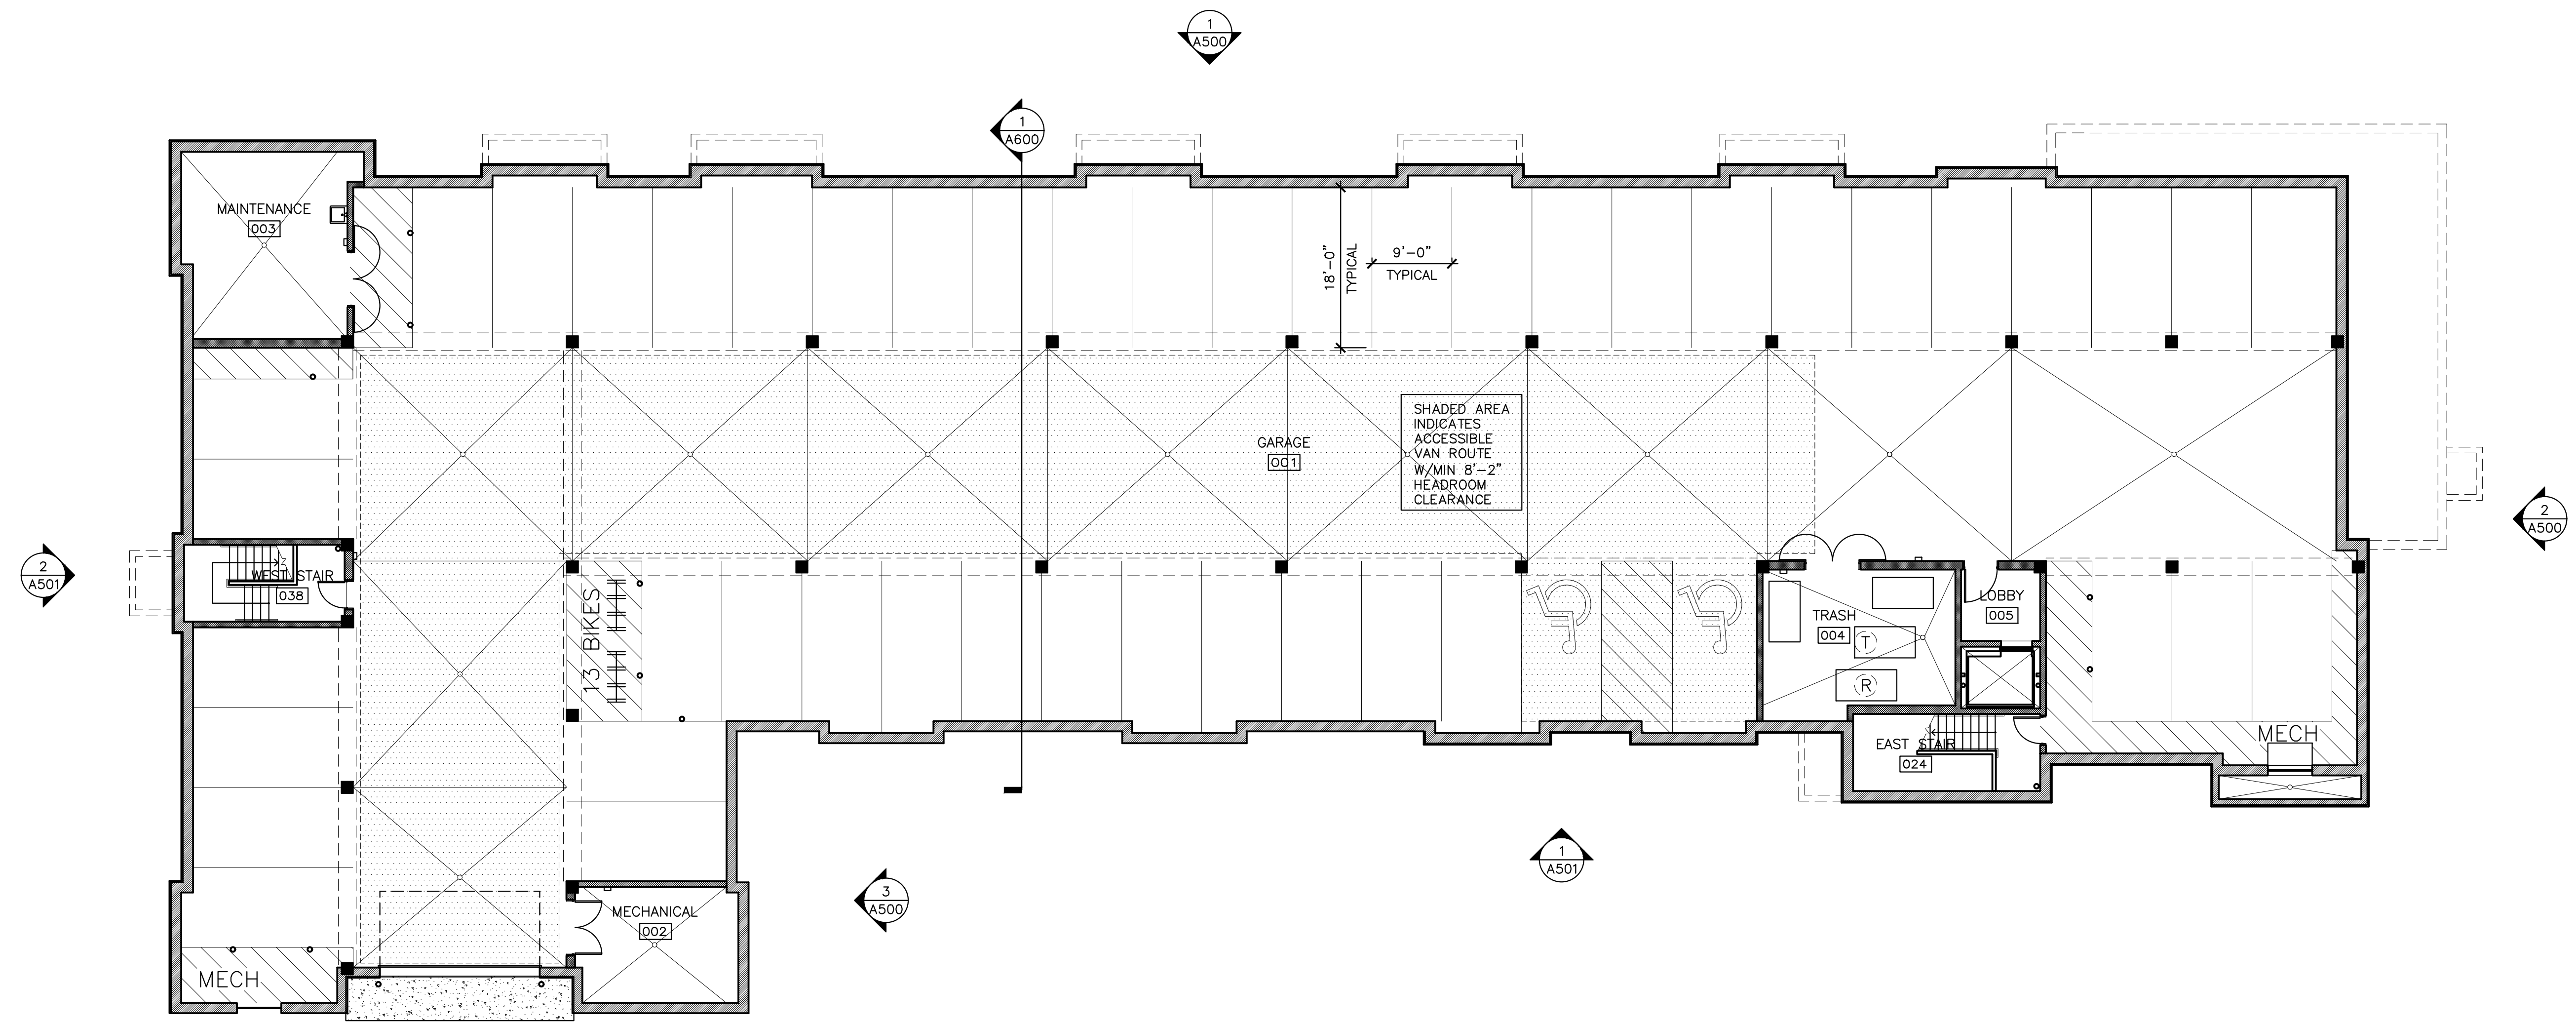 1
A500
1
A600
MAINTENANCE
003
18'-0"
TYPICAL
9'-0"
TYPICAL
SHADED AREA
INDICATES
ACCESSIBLE
VAN ROUTE
W/MIN 8'-2"
HEADROOM
CLEARANCE
GARAGE
001
2
A500
2
A501
WEST STAIR
038
13 BIKES
TRASH
004
T
R
LOBBY
005
EAST STAIR
024
MECH
1
A501
3
A500
MECHANICAL
002
MECH